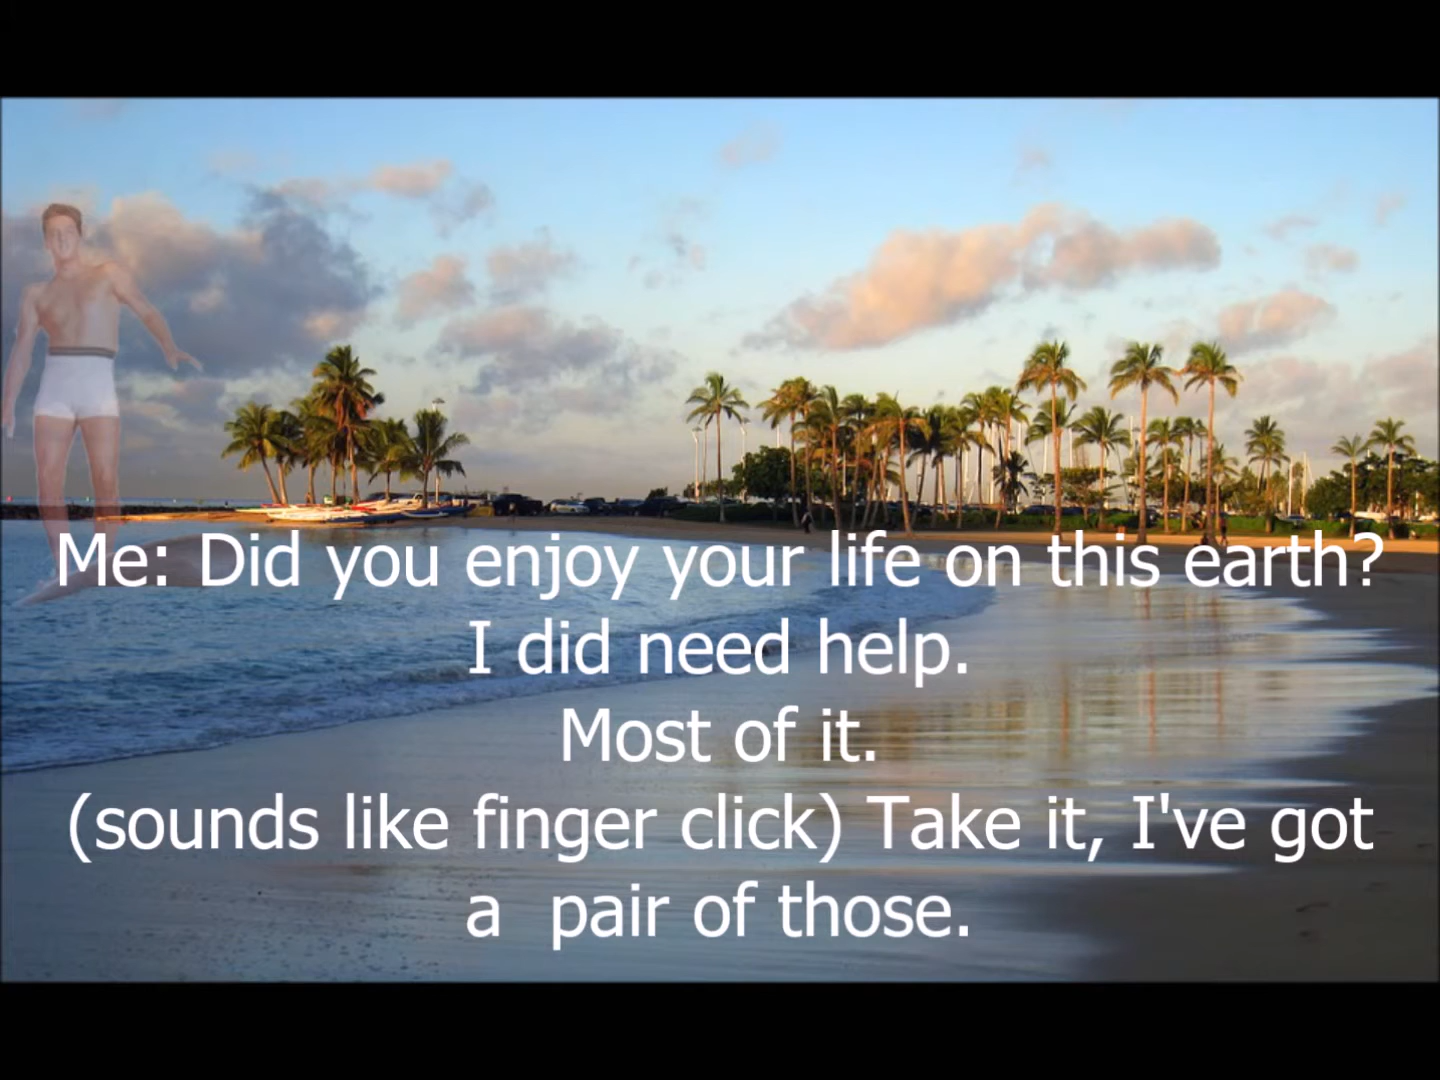 Me: Did you enjoy your life on this earth?
I did need help.
Most of it.
(sounds like finger click) Take it, I've got
a  pair of those.